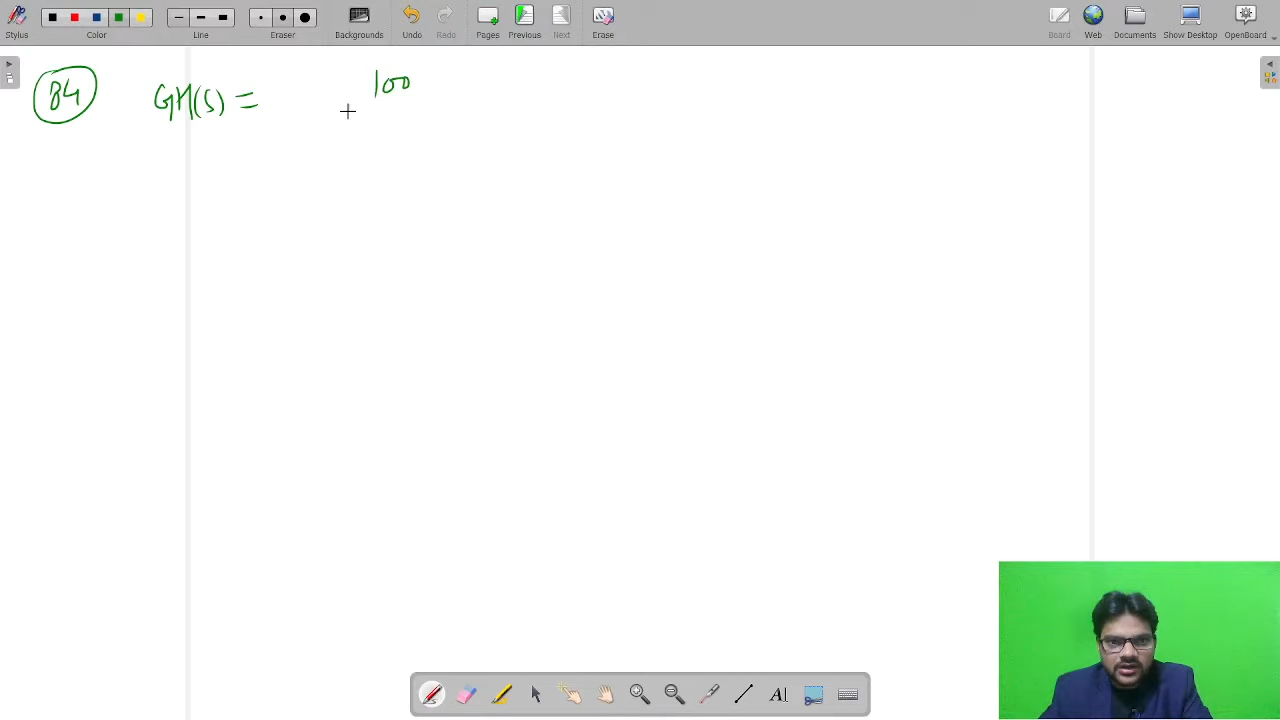 Stylus
Color
Line
Eraser
Backgrounds
Undo
Redo
Pages
Previous
Next
Erase
Board
Web
Documents
Show Desktop
OpenBoard
84 GH(S) = 100
AI